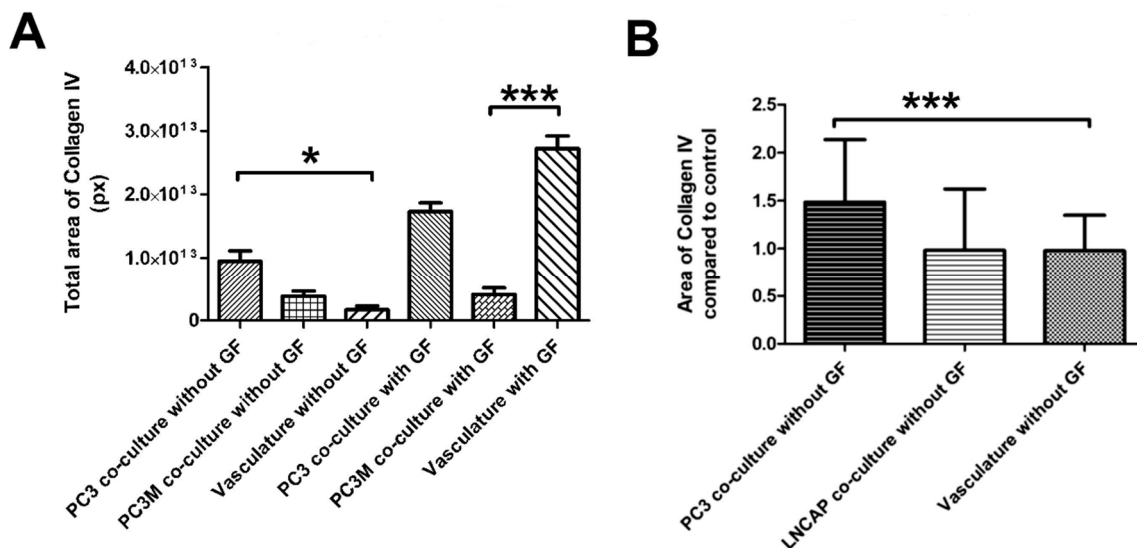 A
Total area of Collagen IV
(px)
4.0×10¹³
3.0×10¹³
2.0×10¹³
1.0×10¹³
0
*
***
PC3 co-culture without GF
PC3M co-culture without GF
Vasculature without GF
PC3 co-culture with GF
PC3M co-culture with GF
Vasculature with GF
B
Area of Collagen IV
compared to control
2.5
2.0
1.5
1.0
0.5
0.0
***
PC3 co-culture without GF
LNCAP co-culture without GF
Vasculature without GF